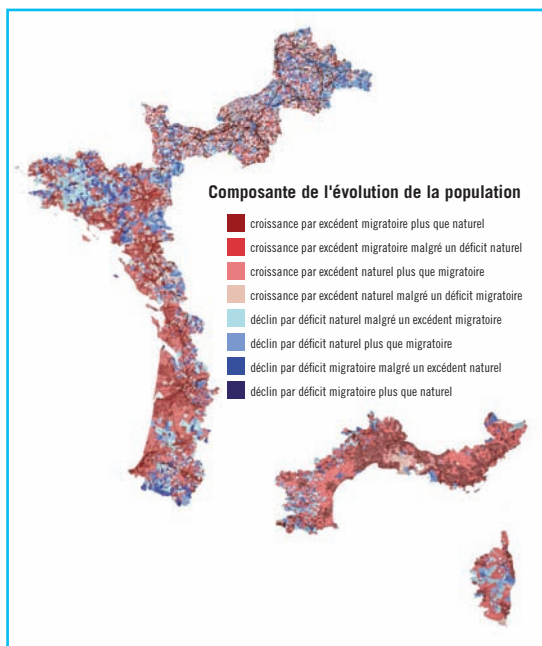 Composante de l'évolution de la population
croissance par excédent migratoire plus que naturel
croissance par excédent migratoire malgré un déficit naturel
croissance par excédent naturel plus que migratoire
croissance par excédent naturel malgré un déficit migratoire
déclin par déficit naturel malgré un excédent migratoire
déclin par déficit naturel plus que migratoire
déclin par déficit migratoire malgré un excédent naturel
déclin par déficit migratoire plus que naturel